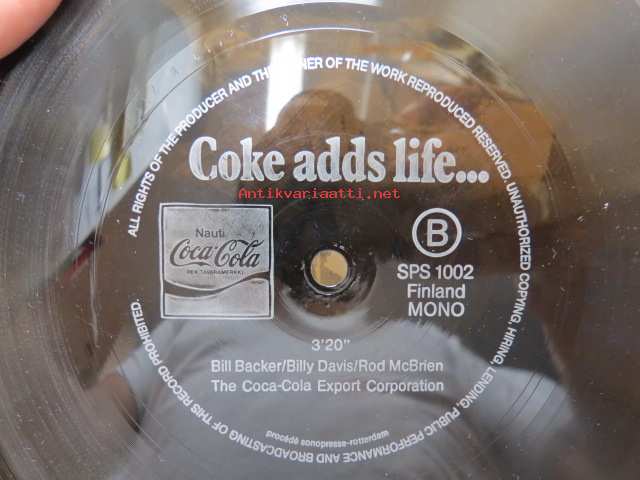 ALL RIGHTS OF THE PRODUCER AND THE OWNER OF THE WORK REPRODUCED RESERVED. UNAUTHORIZED COPYING, HIRING, LENDING, PUBLIC PERFORMANCE AND BROADCASTING OF THIS RECORD PROHIBITED.
Coke adds life...
Antikvariaatti.net
Nauti
Coca-Cola
REK. TAVARAMERKKI
B
SPS 1002
Finland
MONO
3'20"
Bill Backer/Billy Davis/Rod McBrien
The Coca-Cola Export Corporation
procédé sonopresse-rotterdam